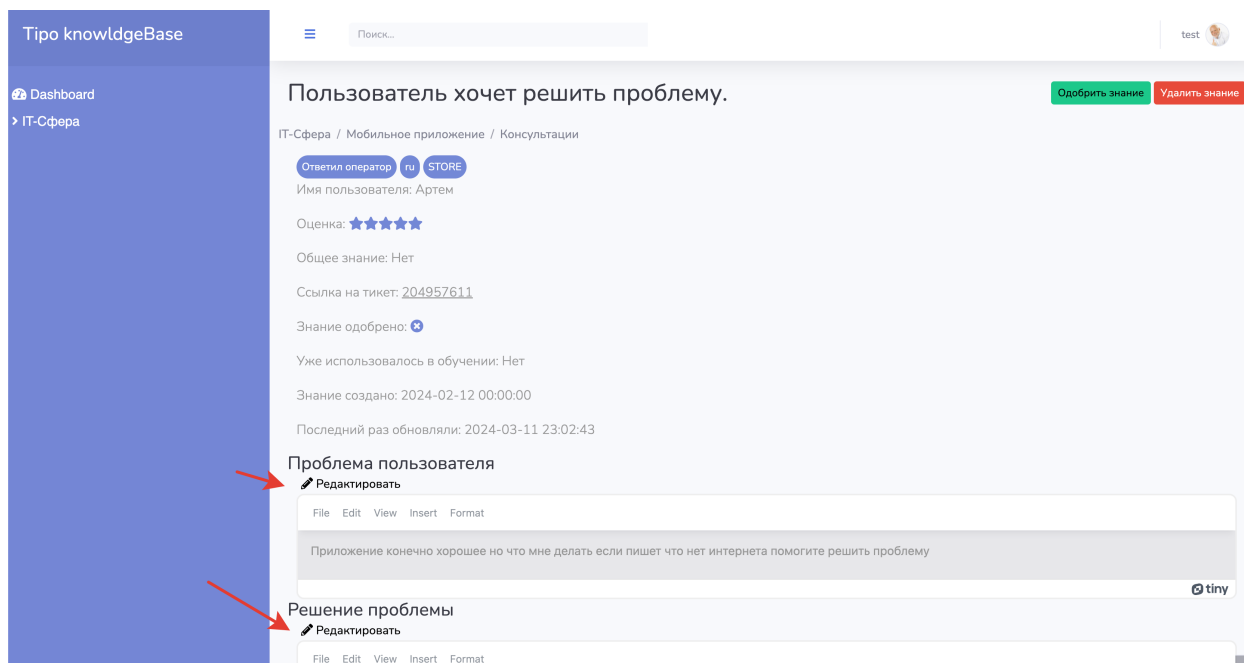 Tipo knowldgeBase
Поиск...
test
Dashboard
IT-Сфера
Пользователь хочет решить проблему.
Одобрить знание
Удалить знание
IT-Сфера / Мобильное приложение / Консультации
Ответил оператор ru STORE
Имя пользователя: Артем
Оценка:
Общее знание: Нет
Ссылка на тикет: 204957611
Знание одобрено:
Уже использовалось в обучении: Нет
Знание создано: 2024-02-12 00:00:00
Последний раз обновляли: 2024-03-11 23:02:43
Проблема пользователя
Редактировать
File Edit View Insert Format
Приложение конечно хорошее но что мне делать если пишет что нет интернета помогите решить проблему
tiny
Решение проблемы
Редактировать
File Edit View Insert Format